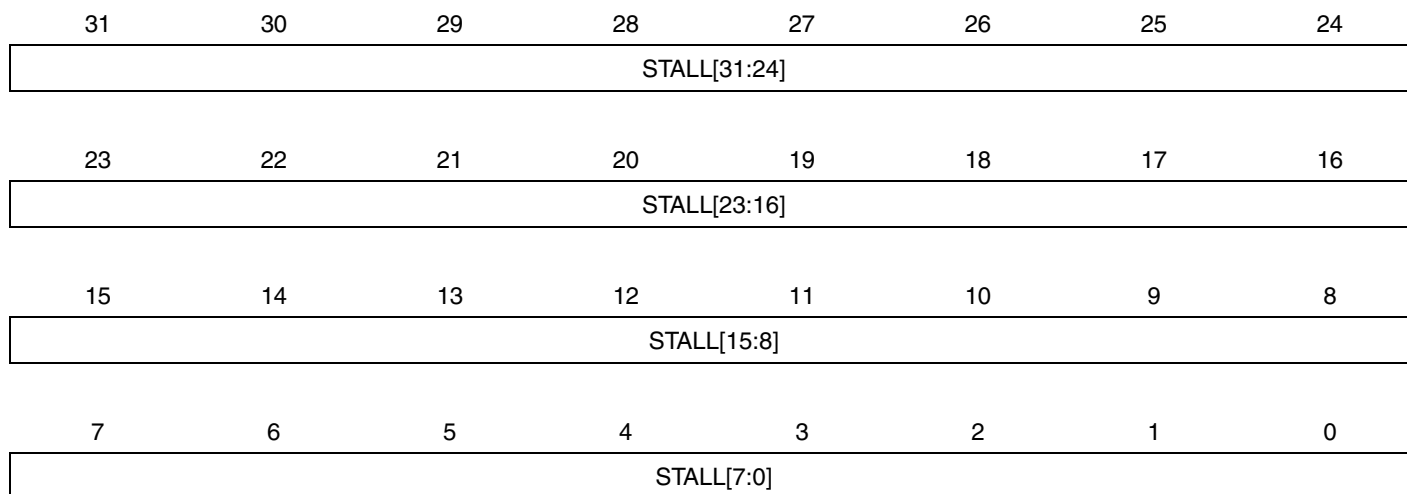 31 30 29 28 27 26 25 24
STALL[31:24]
23 22 21 20 19 18 17 16
STALL[23:16]
15 14 13 12 11 10 9 8
STALL[15:8]
7 6 5 4 3 2 1 0
STALL[7:0]